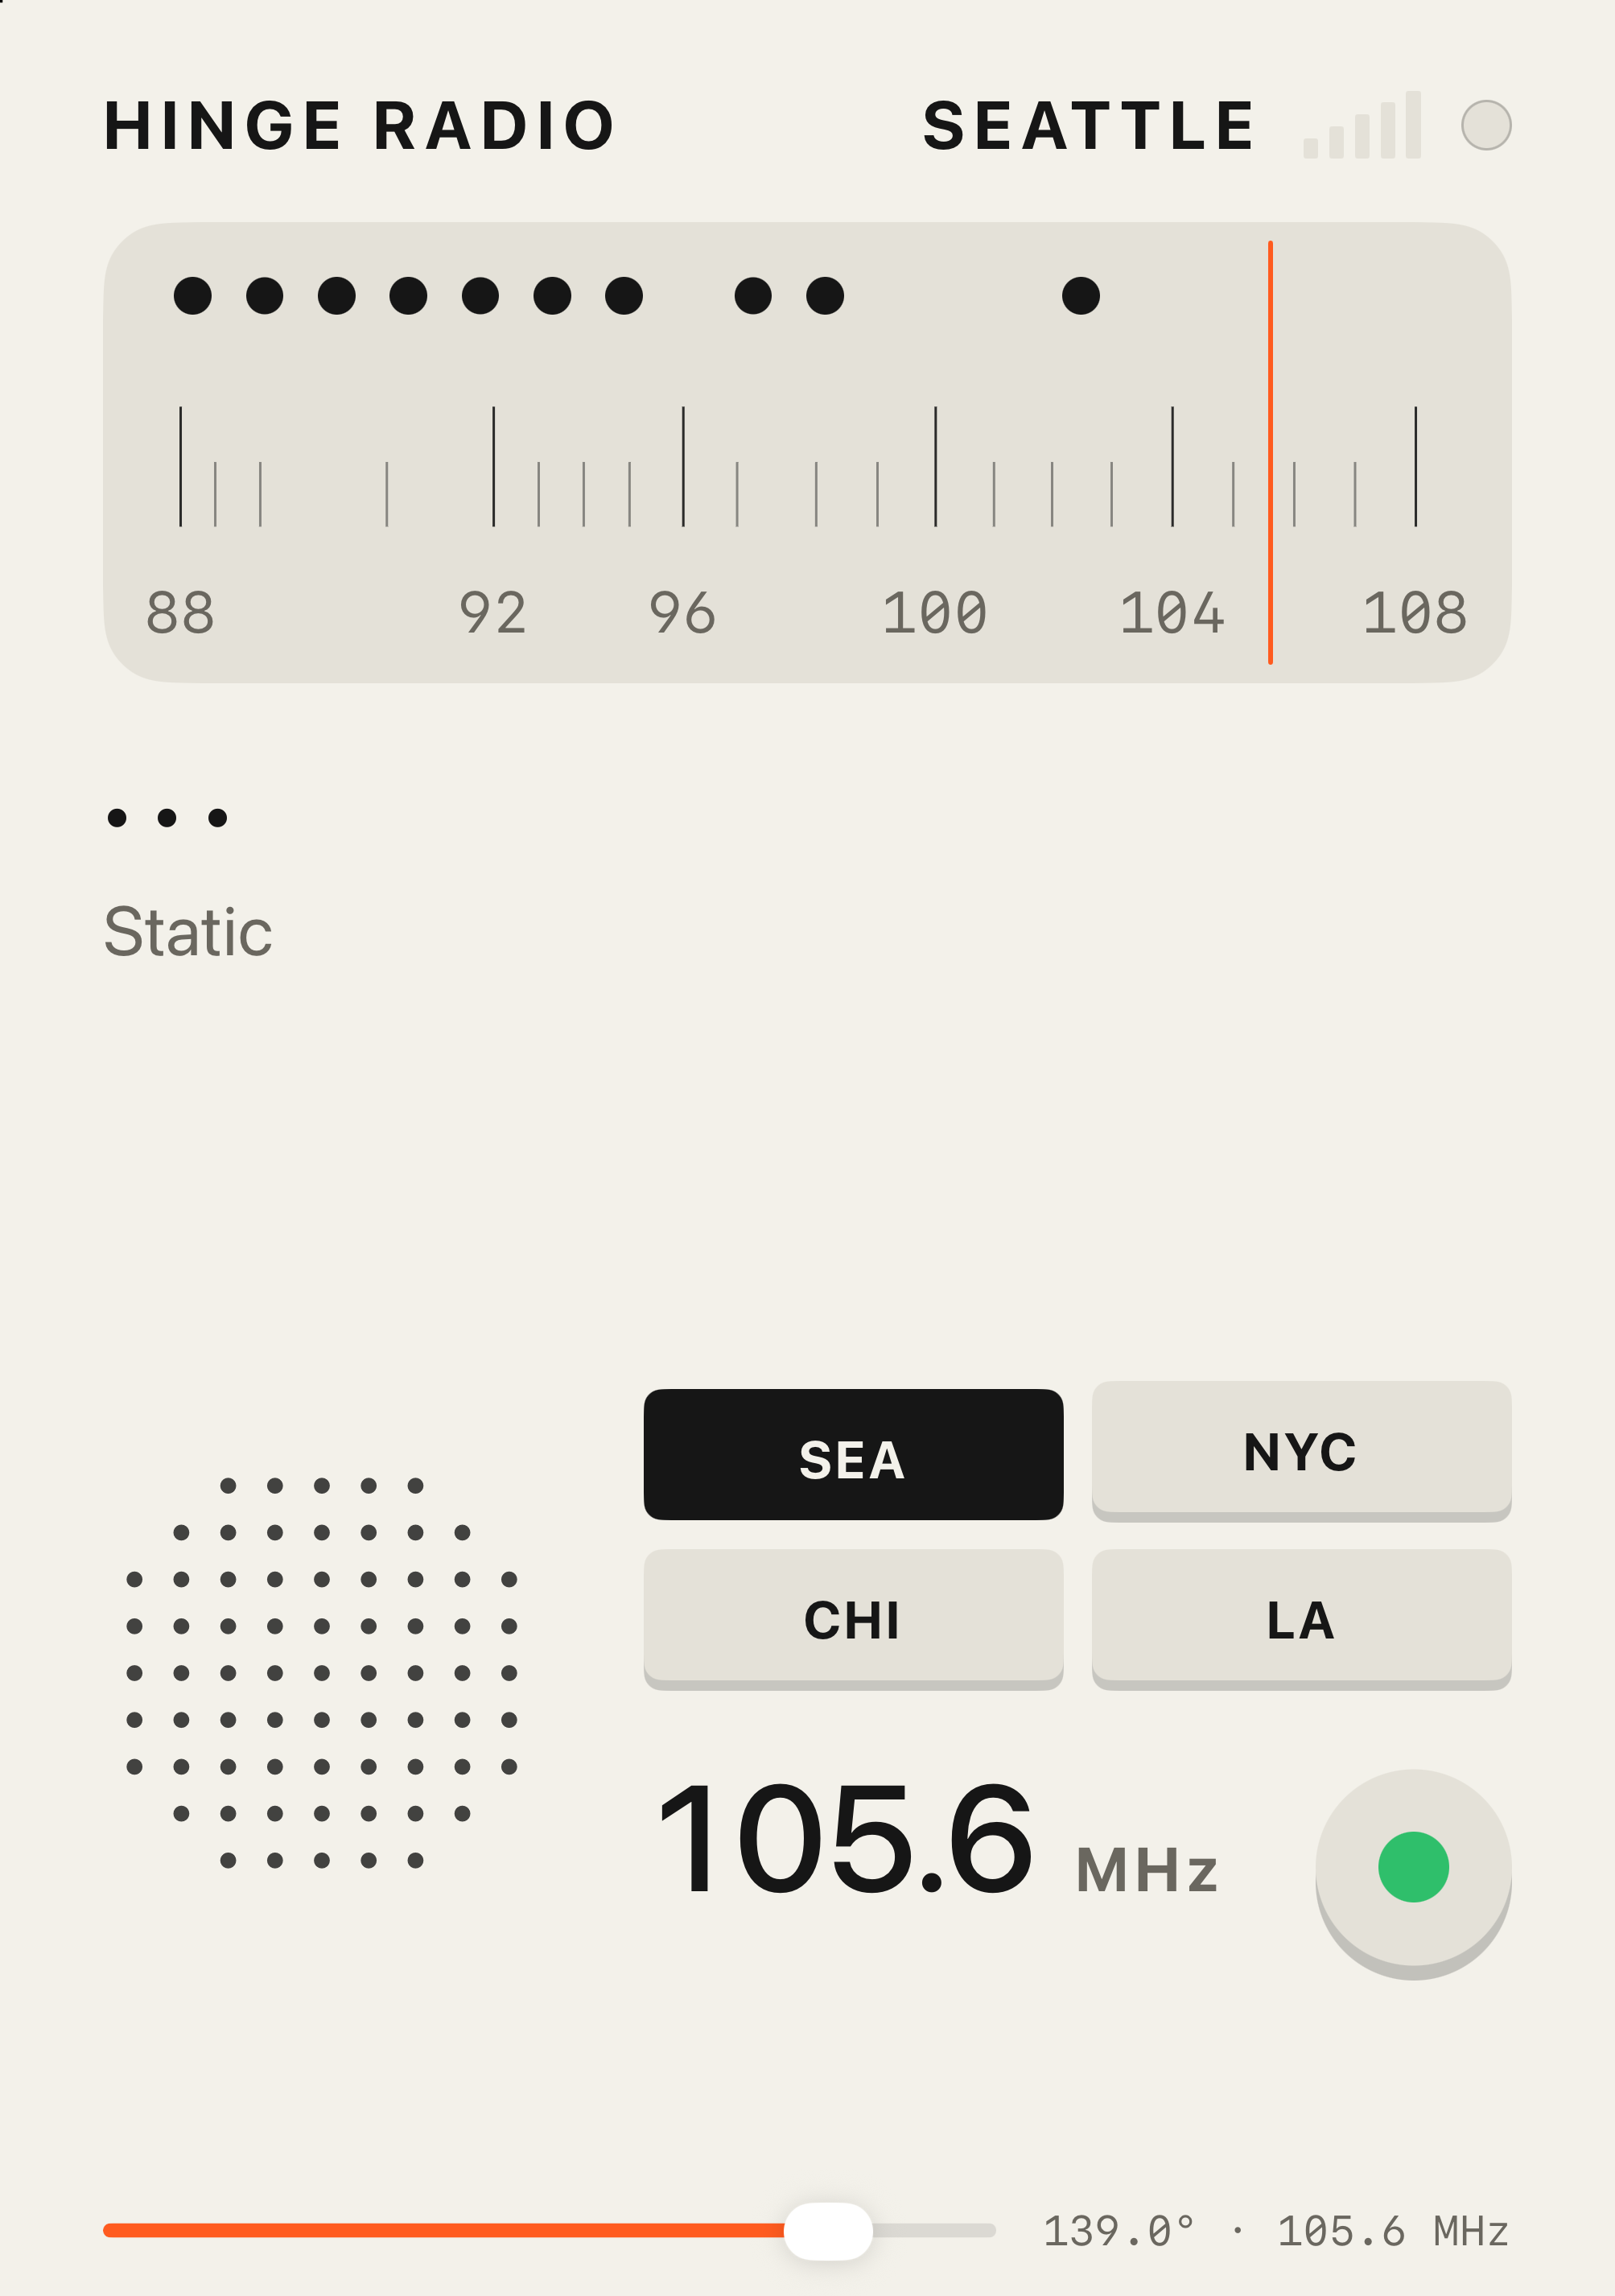 HINGE RADIO SEATTLE
88 92 96 100 104 108
Static
SEA NYC
CHI LA
105.6 MHz
139.0° · 105.6 MHz